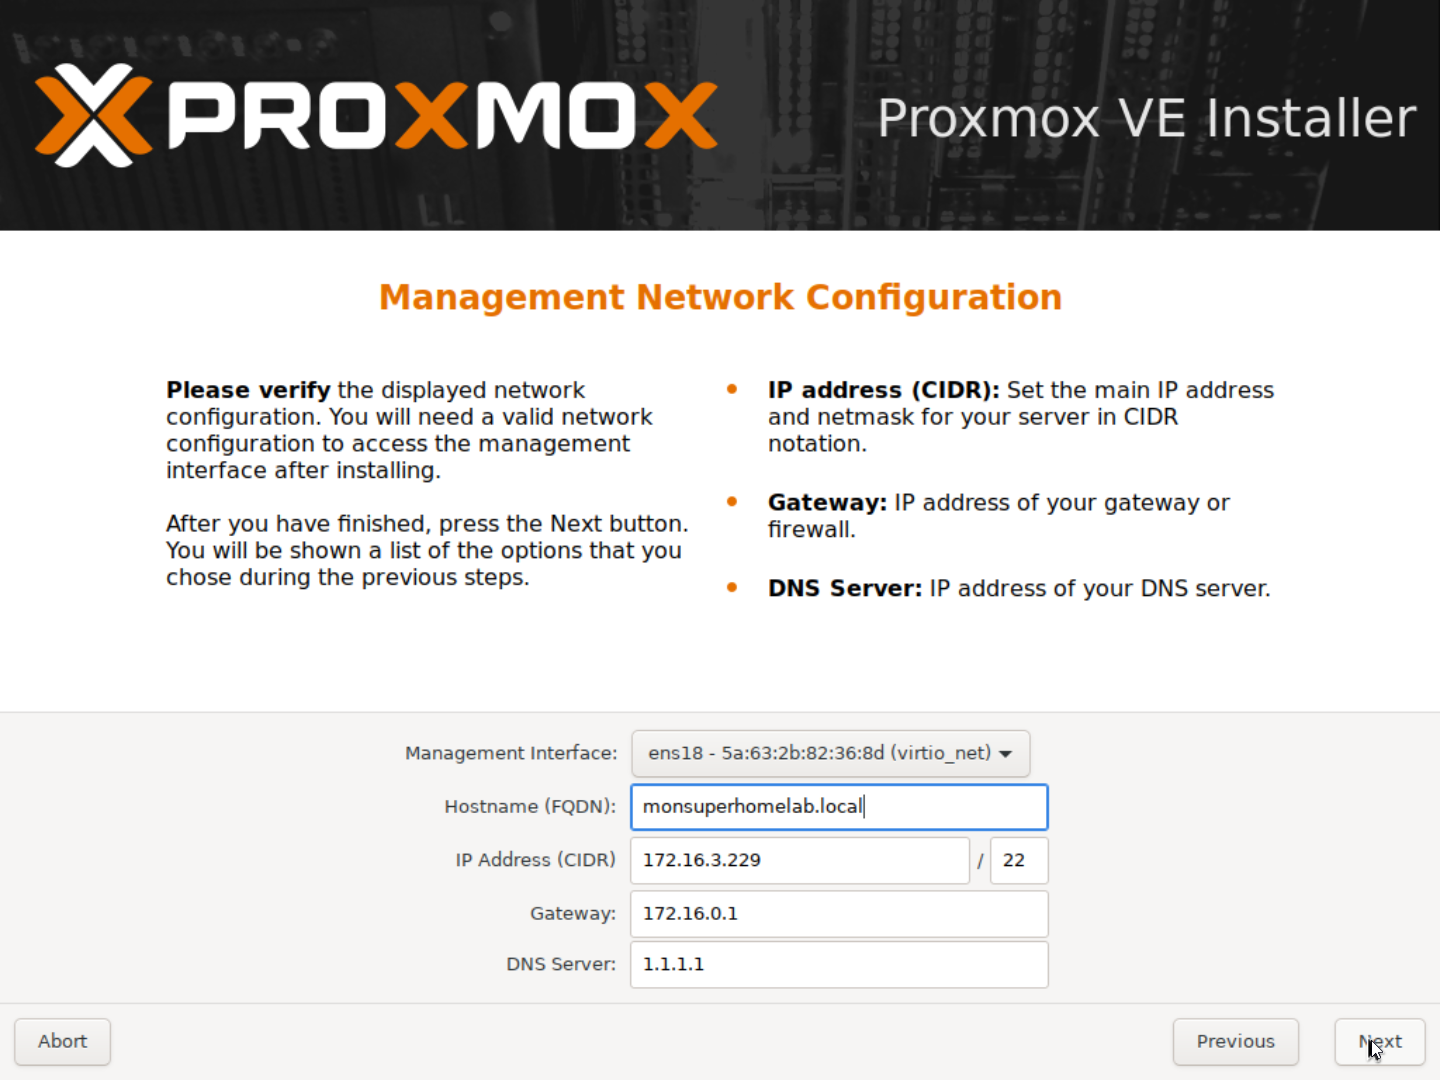 PROXMOX
Proxmox VE Installer
Management Network Configuration
Please verify the displayed network
configuration. You will need a valid network
configuration to access the management
interface after installing.
After you have finished, press the Next button.
You will be shown a list of the options that you
chose during the previous steps.
IP address (CIDR): Set the main IP address
and netmask for your server in CIDR
notation.
Gateway: IP address of your gateway or
firewall.
DNS Server: IP address of your DNS server.
Management Interface: ens18 - 5a:63:2b:82:36:8d (virtio_net)
Hostname (FQDN): monsuperhomelab.local
IP Address (CIDR) 172.16.3.229 / 22
Gateway: 172.16.0.1
DNS Server: 1.1.1.1
Abort Previous Next